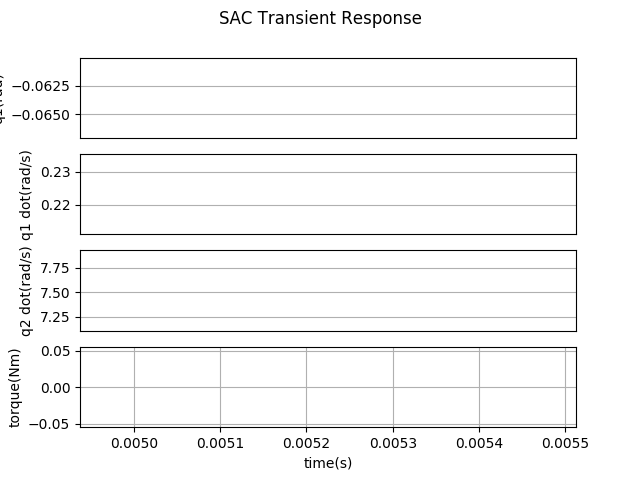 SAC Transient Response
q1(rad)
−0.0625
−0.0650
q1 dot(rad/s)
0.23
0.22
q2 dot(rad/s)
7.75
7.50
7.25
torque(Nm)
0.05
0.00
−0.05
0.0050 0.0051 0.0052 0.0053 0.0054 0.0055
time(s)